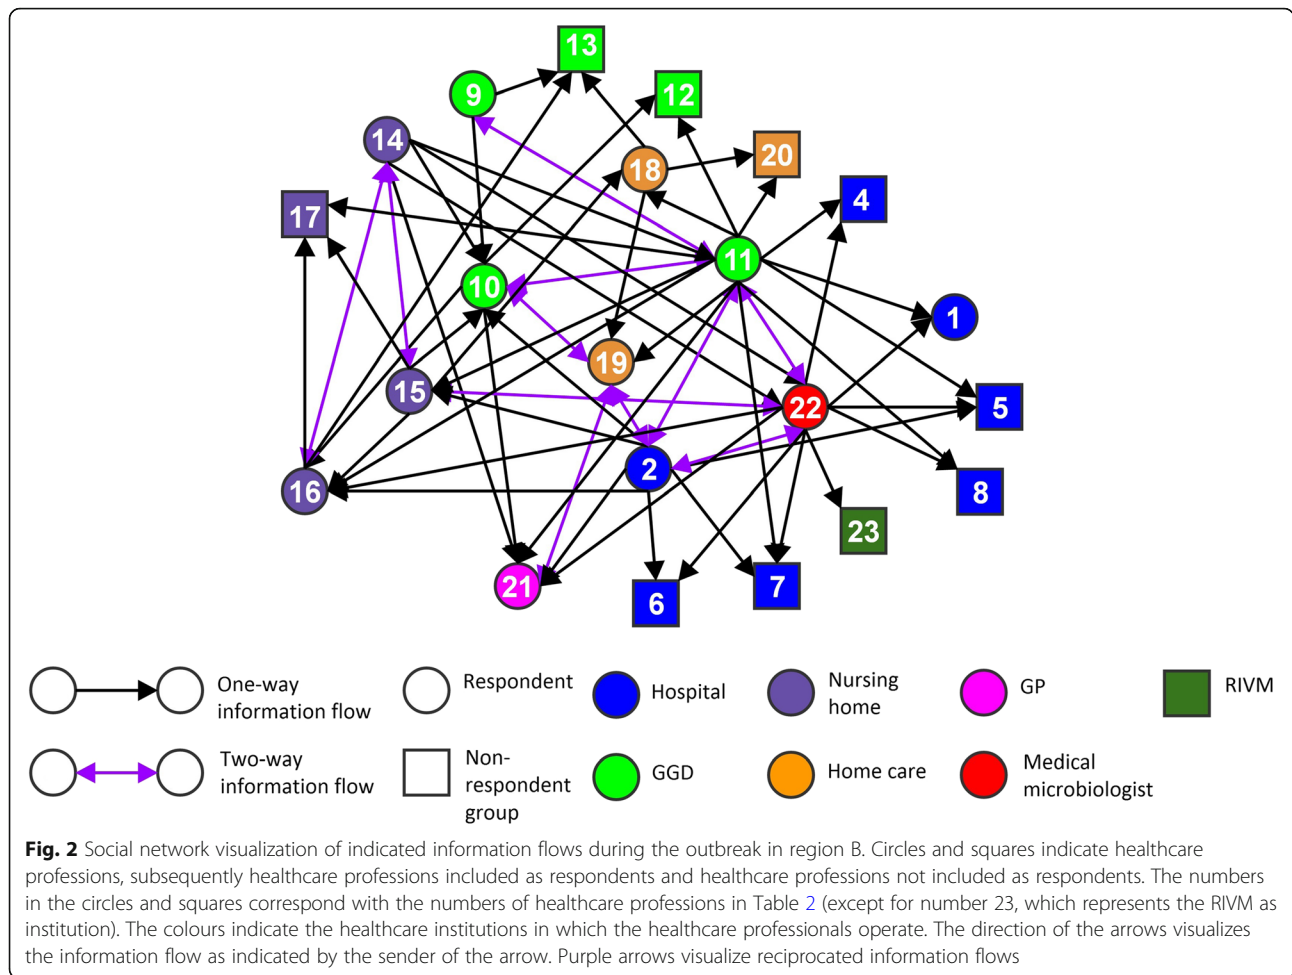 13
9
12
14
18
20
4
17
11
10
1
19
15
22
5
2
16
8
23
21
6
7
One-way
information flow
Respondent
Hospital
Nursing
home
GP
RIVM
Two-way
information flow
Non-
respondent
group
GGD
Home care
Medical
microbiologist
Fig. 2 Social network visualization of indicated information flows during the outbreak in region B. Circles and squares indicate healthcare
professions, subsequently healthcare professions included as respondents and healthcare professions not included as respondents. The numbers
in the circles and squares correspond with the numbers of healthcare professions in Table 2 (except for number 23, which represents the RIVM as
institution). The colours indicate the healthcare institutions in which the healthcare professionals operate. The direction of the arrows visualizes
the information flow as indicated by the sender of the arrow. Purple arrows visualize reciprocated information flows